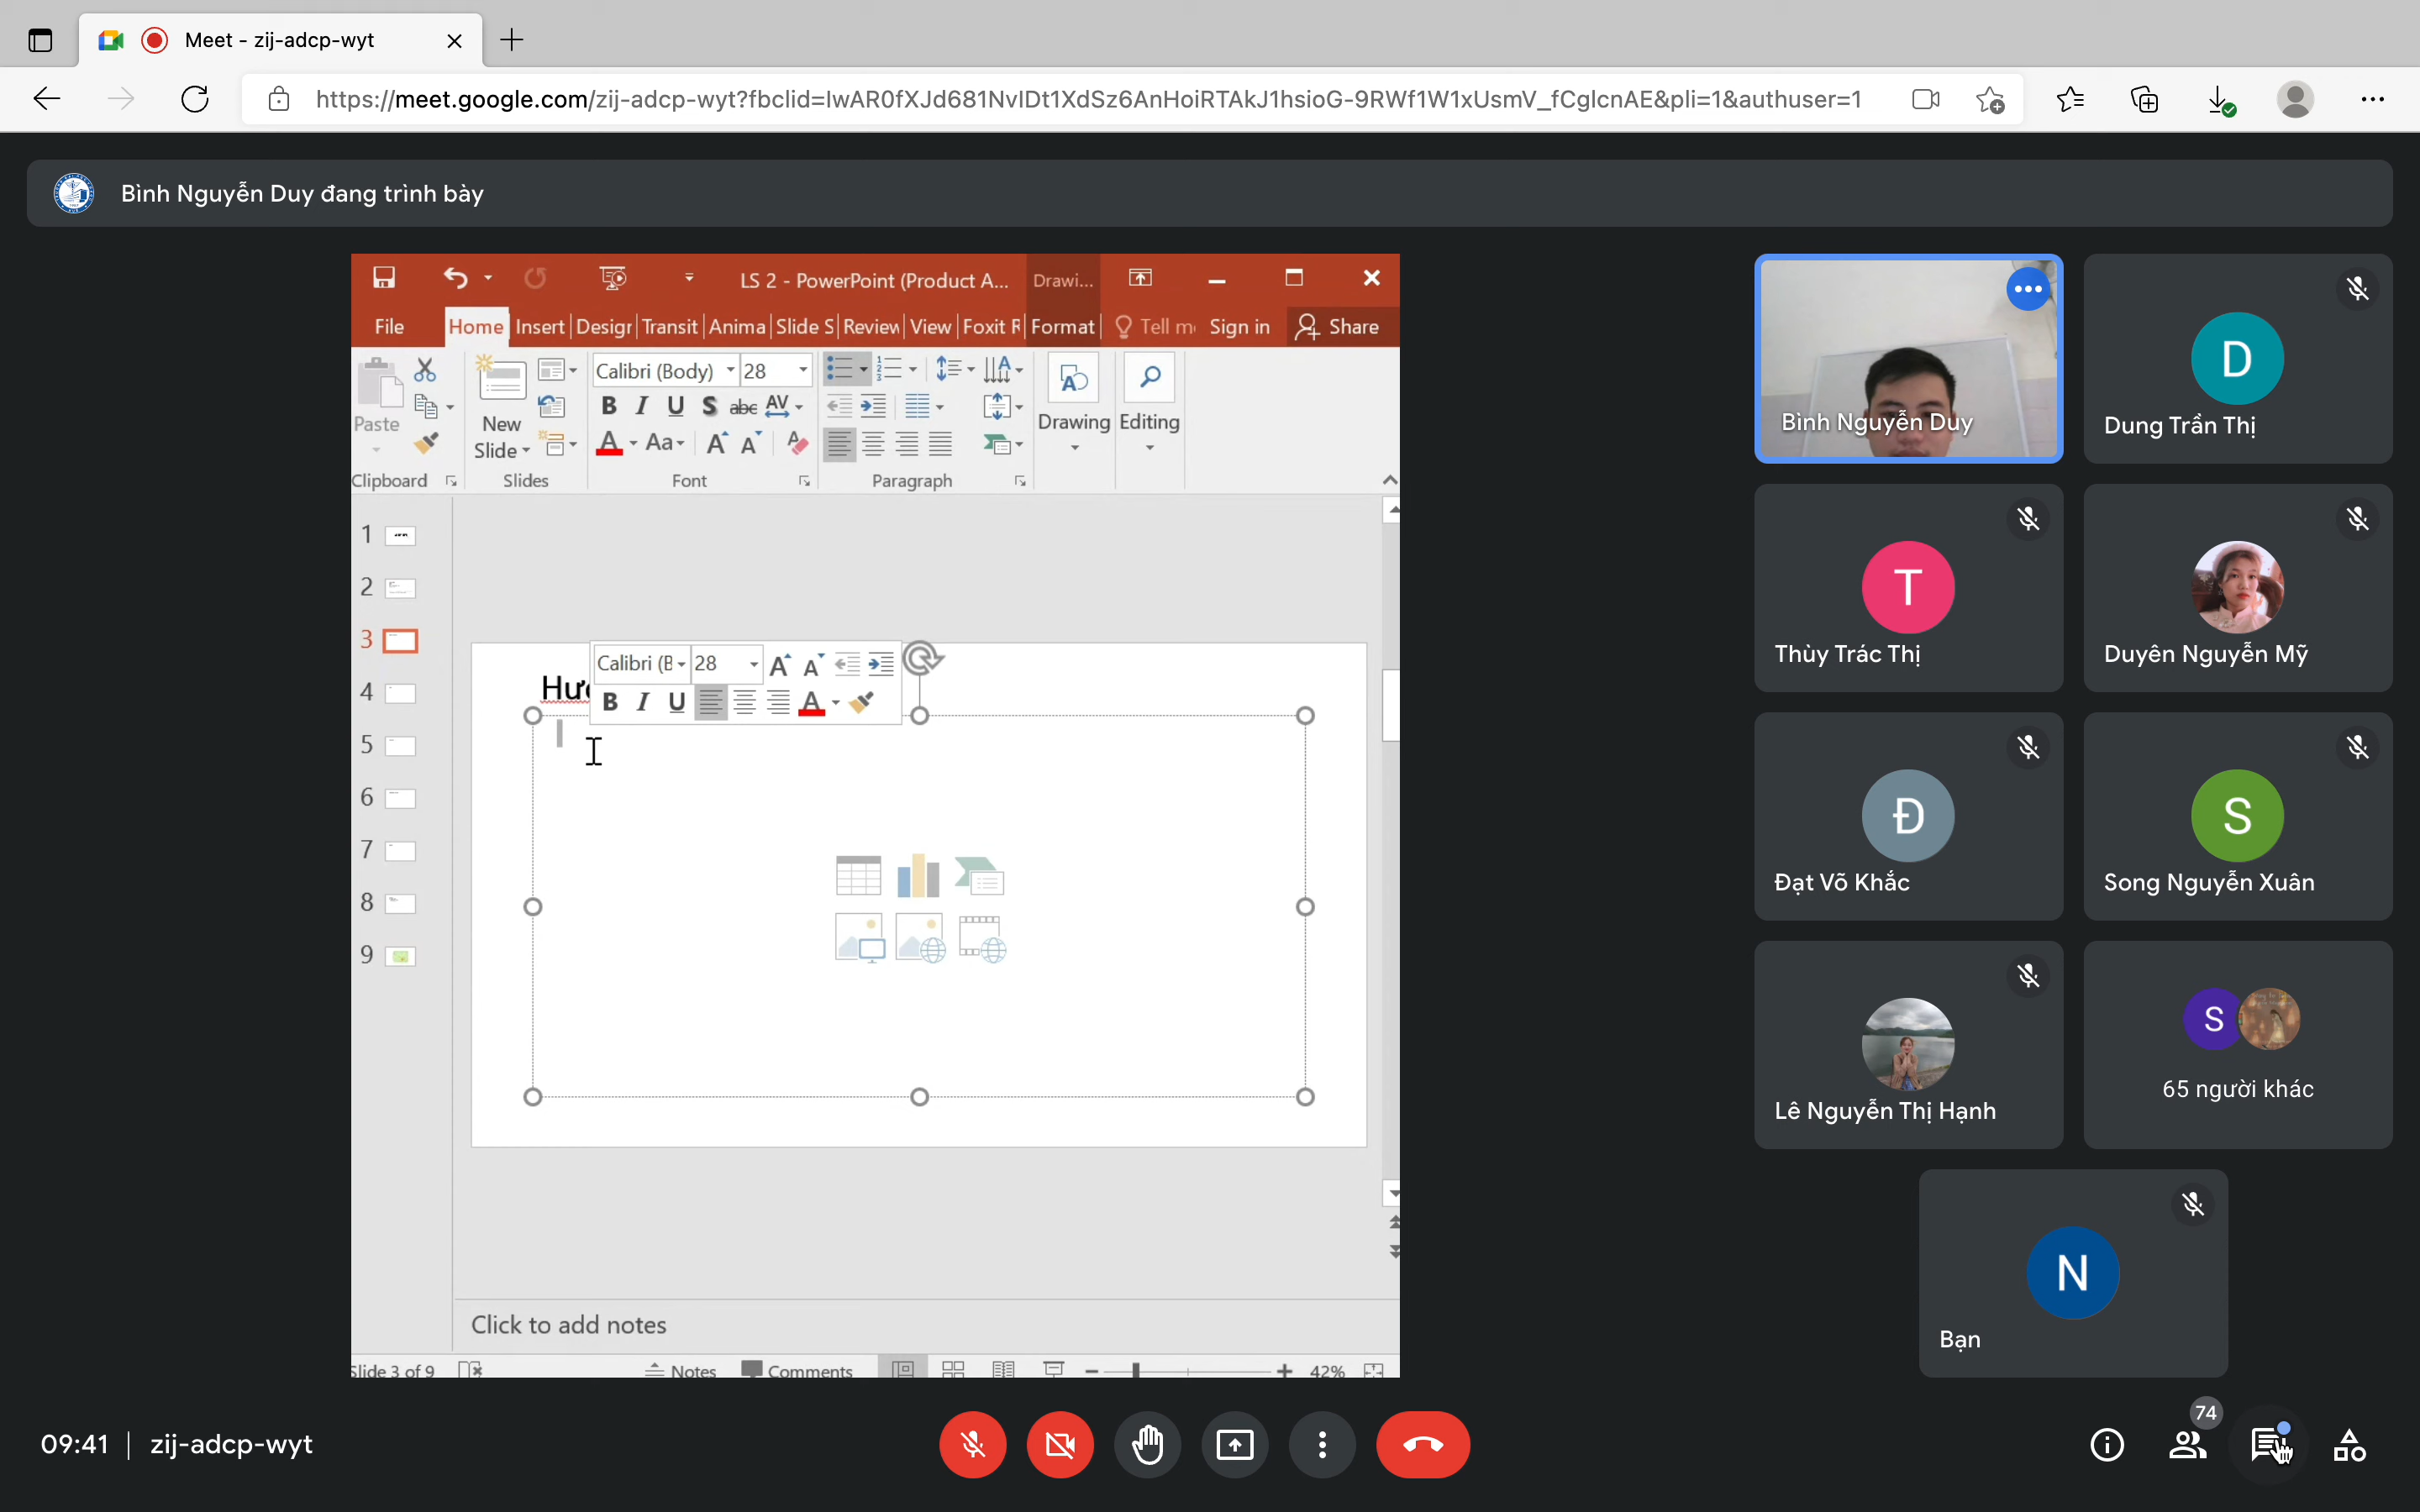 Meet - zij-adcp-wyt
https://meet.google.com/zij-adcp-wyt?fbclid=IwAR0fXJd681NvIDt1XdSz6AnHoiRTAkJ1hsioG-9RWf1W1xUsmV_fCglcnAE&pli=1&authuser=1
Bình Nguyễn Duy đang trình bày
LS 2 - PowerPoint (Product A... Drawi...
File Home Insert Desigr Transit Anima Slide S Review View Foxit R Format Tell me Sign in Share
Paste
New
Slide
Calibri (Body) 28
B I U S abc AV
A Aa A A
Drawing
Editing
Clipboard Slides Font Paragraph
1
2
3
4
5
6
7
8
9
Calibri (B 28 A A
B I U A
Hướ
Click to add notes
Slide 3 of 9 Notes Comments 42%
Bình Nguyễn Duy
D
Dung Trần Thị
T
Thùy Trác Thị
Duyên Nguyễn Mỹ
Đ
Đạt Võ Khắc
S
Song Nguyễn Xuân
Lê Nguyễn Thị Hạnh
S
65 người khác
N
Bạn
09:41 zij-adcp-wyt
74